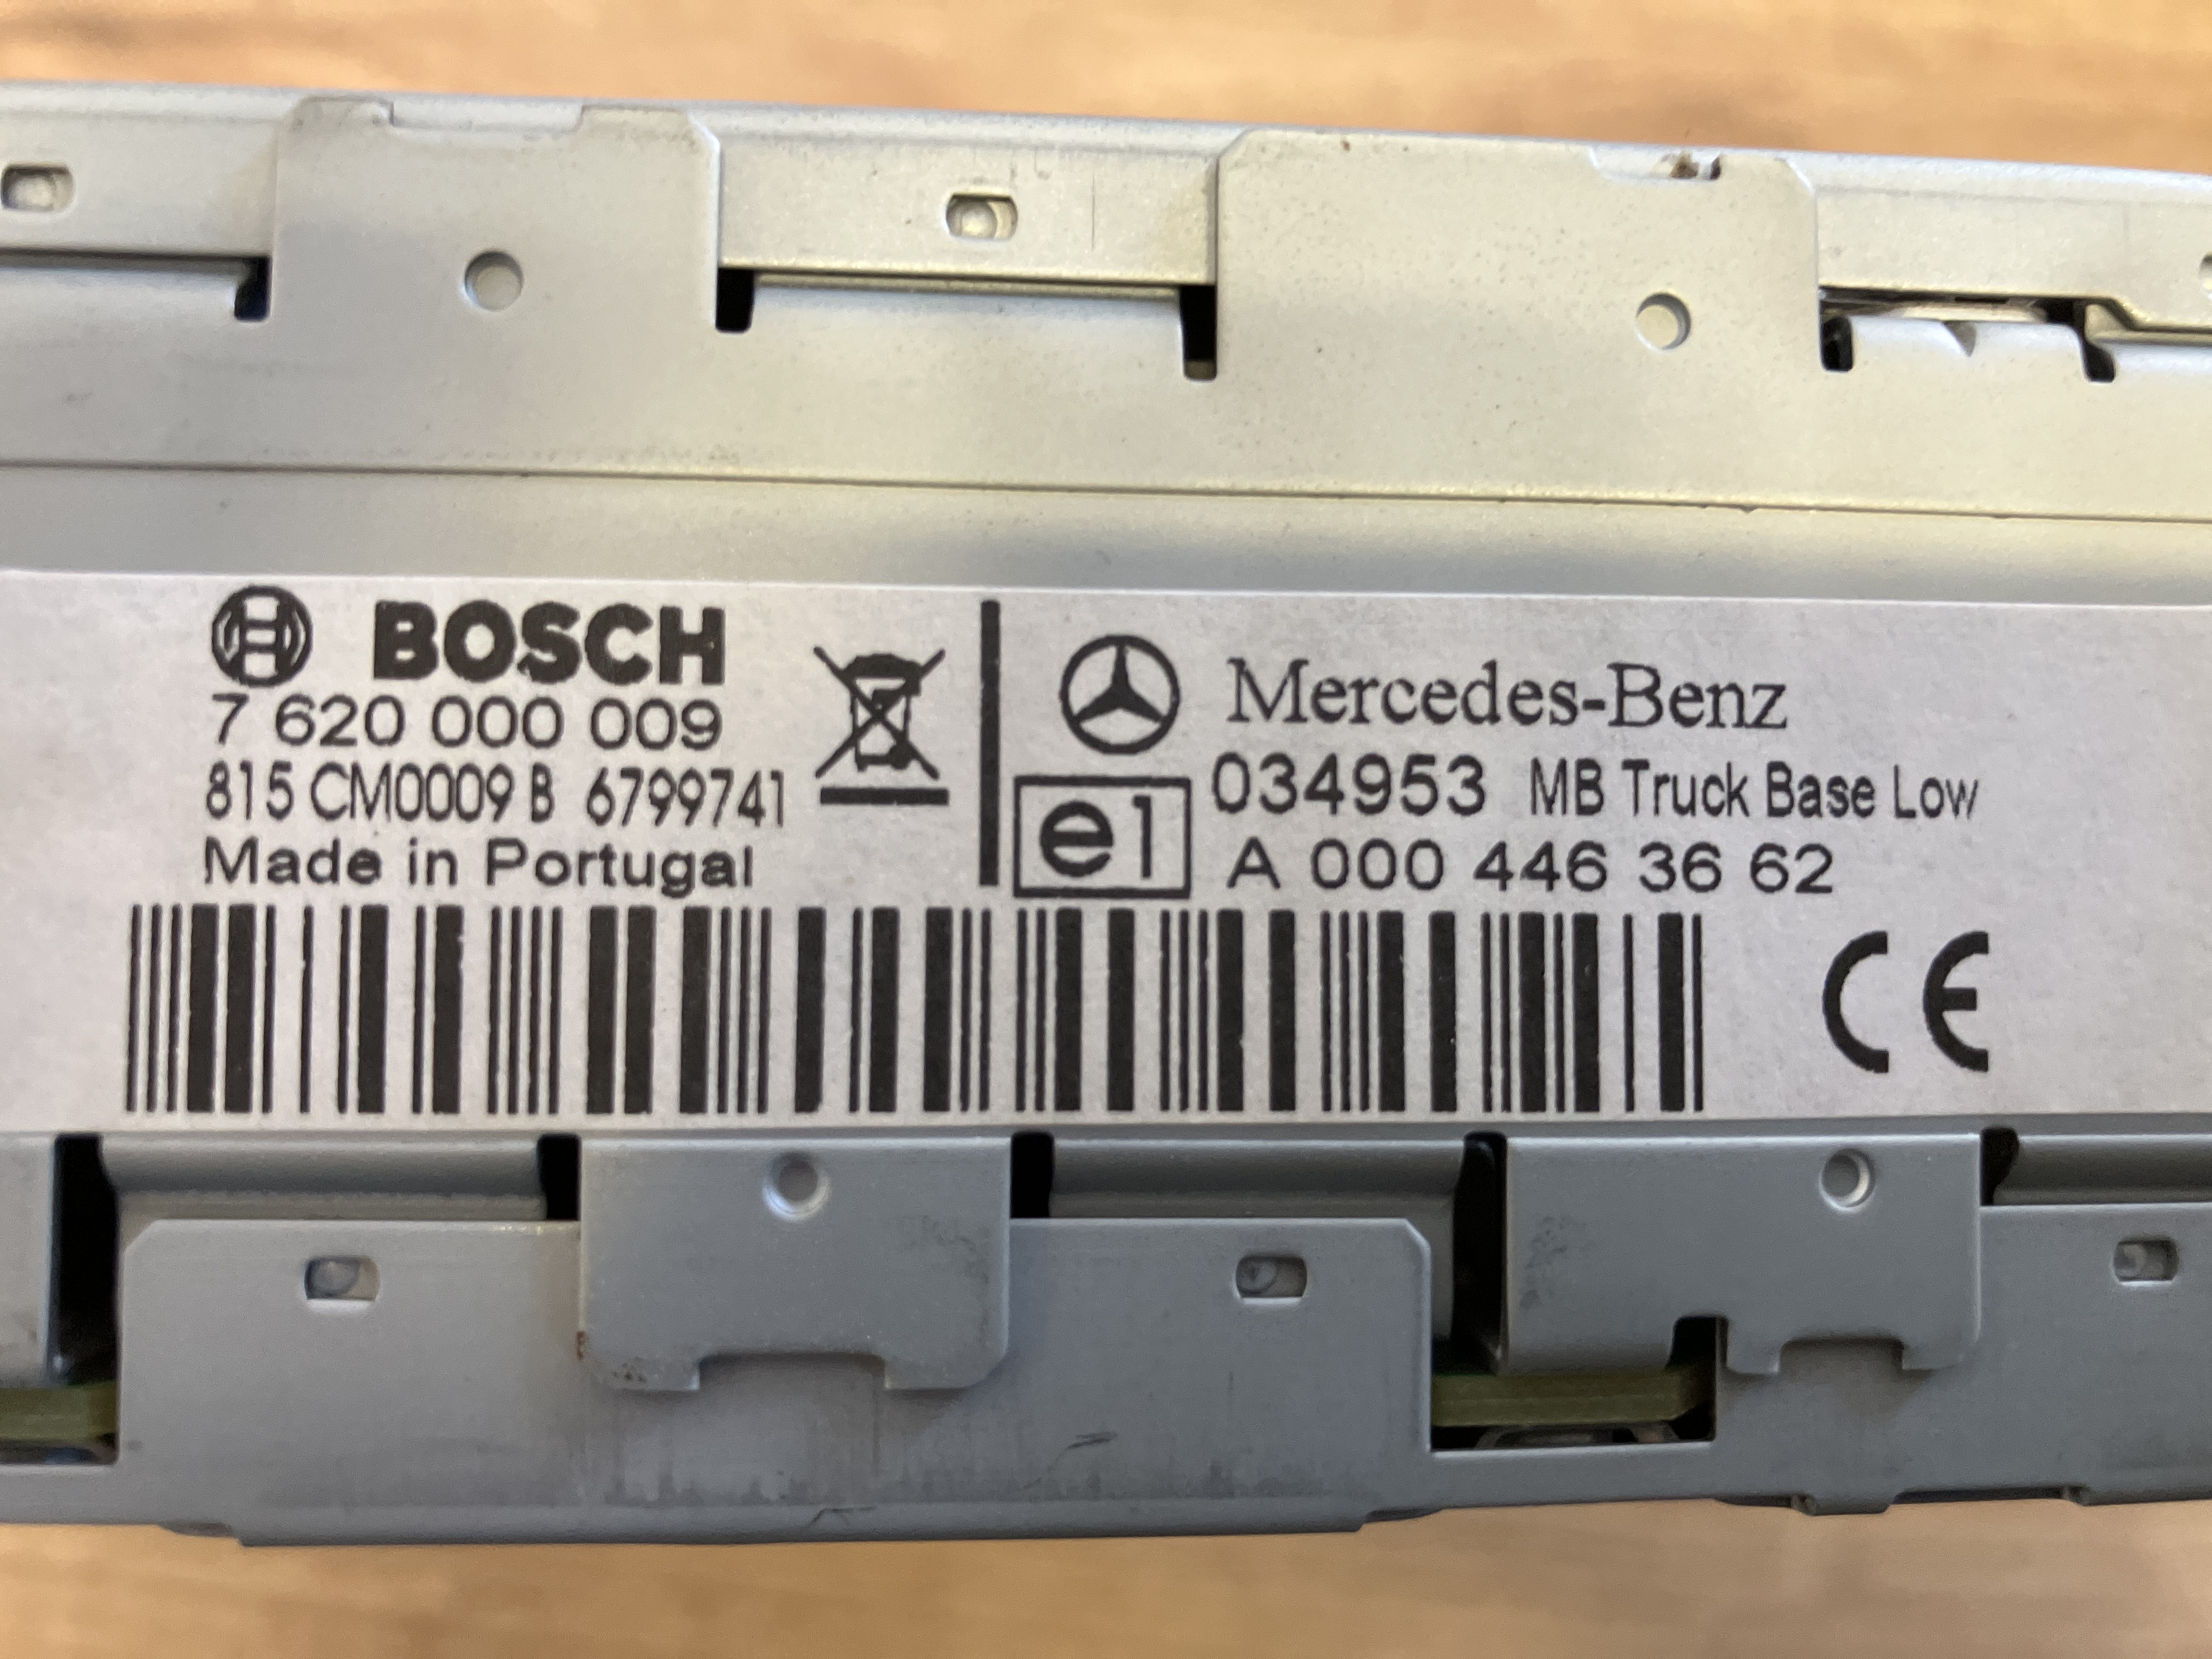 BOSCH
7 620 000 009
815 CM0009 B 6799741
Made in Portugal
Mercedes-Benz
e1 034953 MB Truck Base Low
A 000 446 36 62
CE